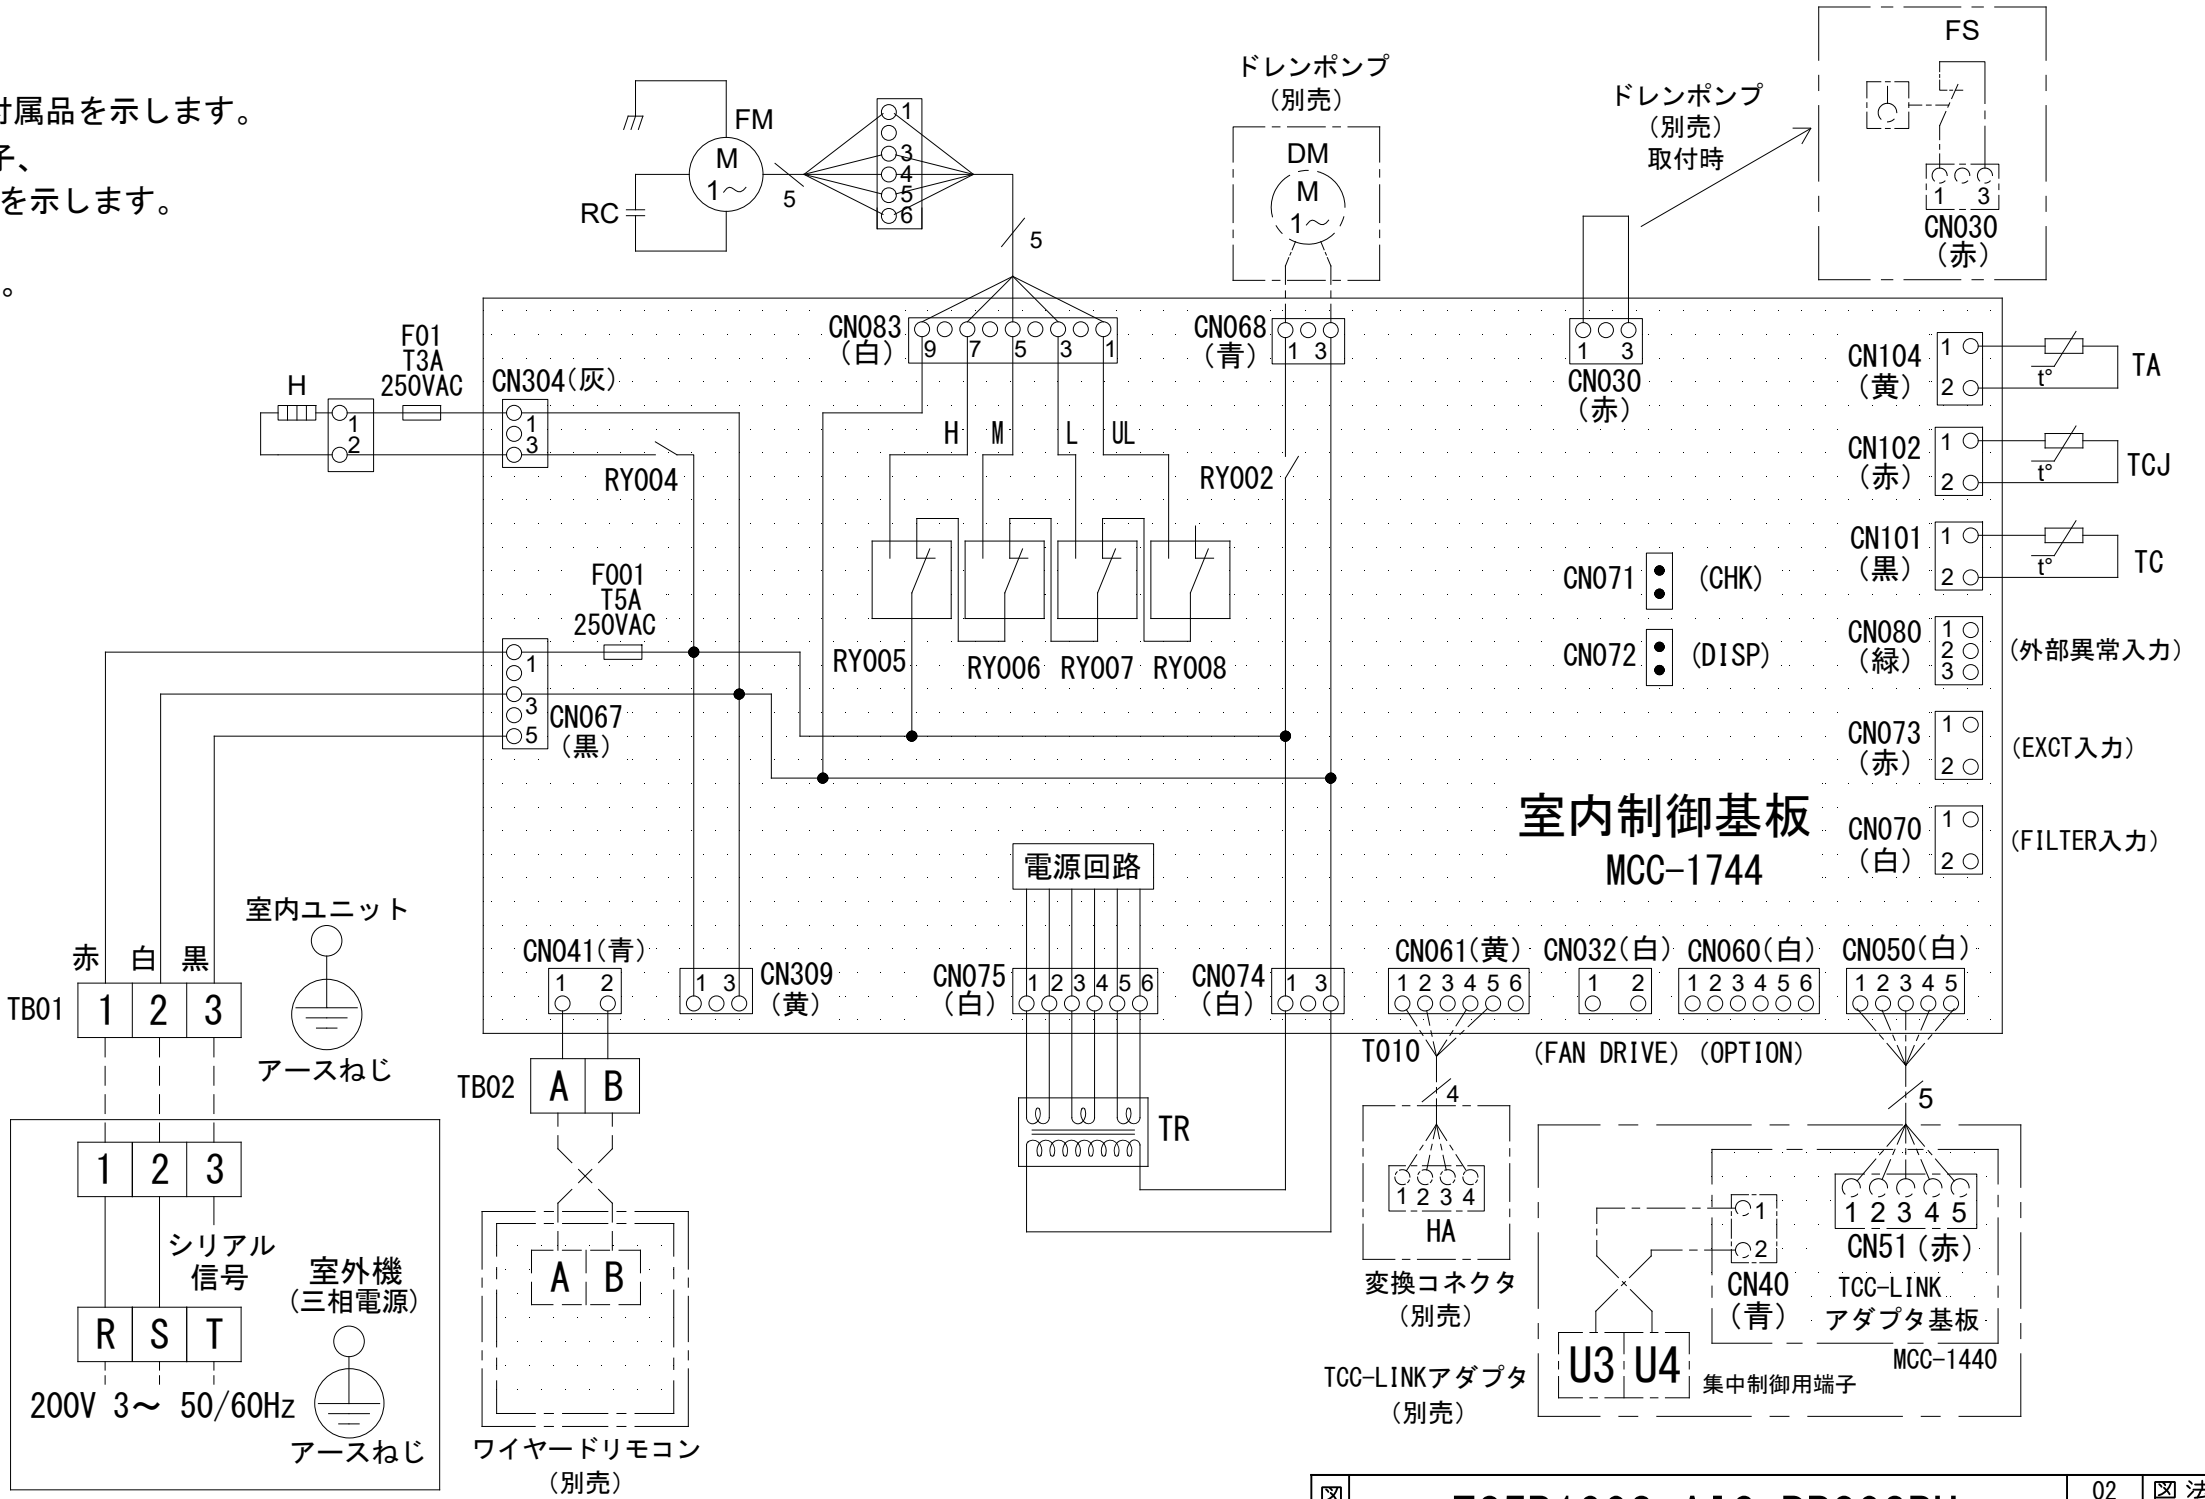 付属品を示します。
子、
を示します。
。
FM
M
1～
5
RC
1
3
4
5
6
5
ドレンポンプ
（別売）
DM
M
1～
ドレンポンプ
（別売）
取付時
FS
1 3
CN030
（赤）
F01
T3A
250VAC
H
1
2
CN304(灰)
1
3
RY004
CN083
（白）
9 7 5 3 1
H M L UL
CN068
（青）
1 3
RY002
1 3
CN030
（赤）
CN104
（黄）
1
2
t°
TA
CN102
（赤）
1
2
t°
TCJ
CN101
（黒）
1
2
t°
TC
F001
T5A
250VAC
RY005
RY006 RY007 RY008
CN071
(CHK)
CN072
(DISP)
CN080
（緑）
1
2
3
(外部異常入力)
CN073
（赤）
1
2
(EXCT入力)
CN070
（白）
1
2
(FILTER入力)
1
3
5
CN067
（黒）
室内制御基板
MCC-1744
電源回路
室内ユニット
アースねじ
赤 白 黒
TB01
1 2 3
CN041(青)
1 2
1 3
CN309
（黄）
CN075
（白）
1 2 3 4 5 6
CN074
（白）
1 3
CN061(黄)
1 2 3 4 5 6
CN032(白)
1 2
CN060(白)
1 2 3 4 5 6
CN050(白)
1 2 3 4 5
T010
(FAN DRIVE)
(OPTION)
TB02
A B
TR
4
5
1 2 3
シリアル
信号
室外機
(三相電源)
R S T
200V 3～ 50/60Hz
アースねじ
A B
ワイヤードリモコン
（別売）
1 2 3 4
HA
変換コネクタ
（別売）
1
2
CN40
（青）
1 2 3 4 5
CN51(赤)
TCC-LINK
アダプタ基板
MCC-1440
U3 U4
集中制御用端子
TCC-LINKアダプタ
（別売）
02